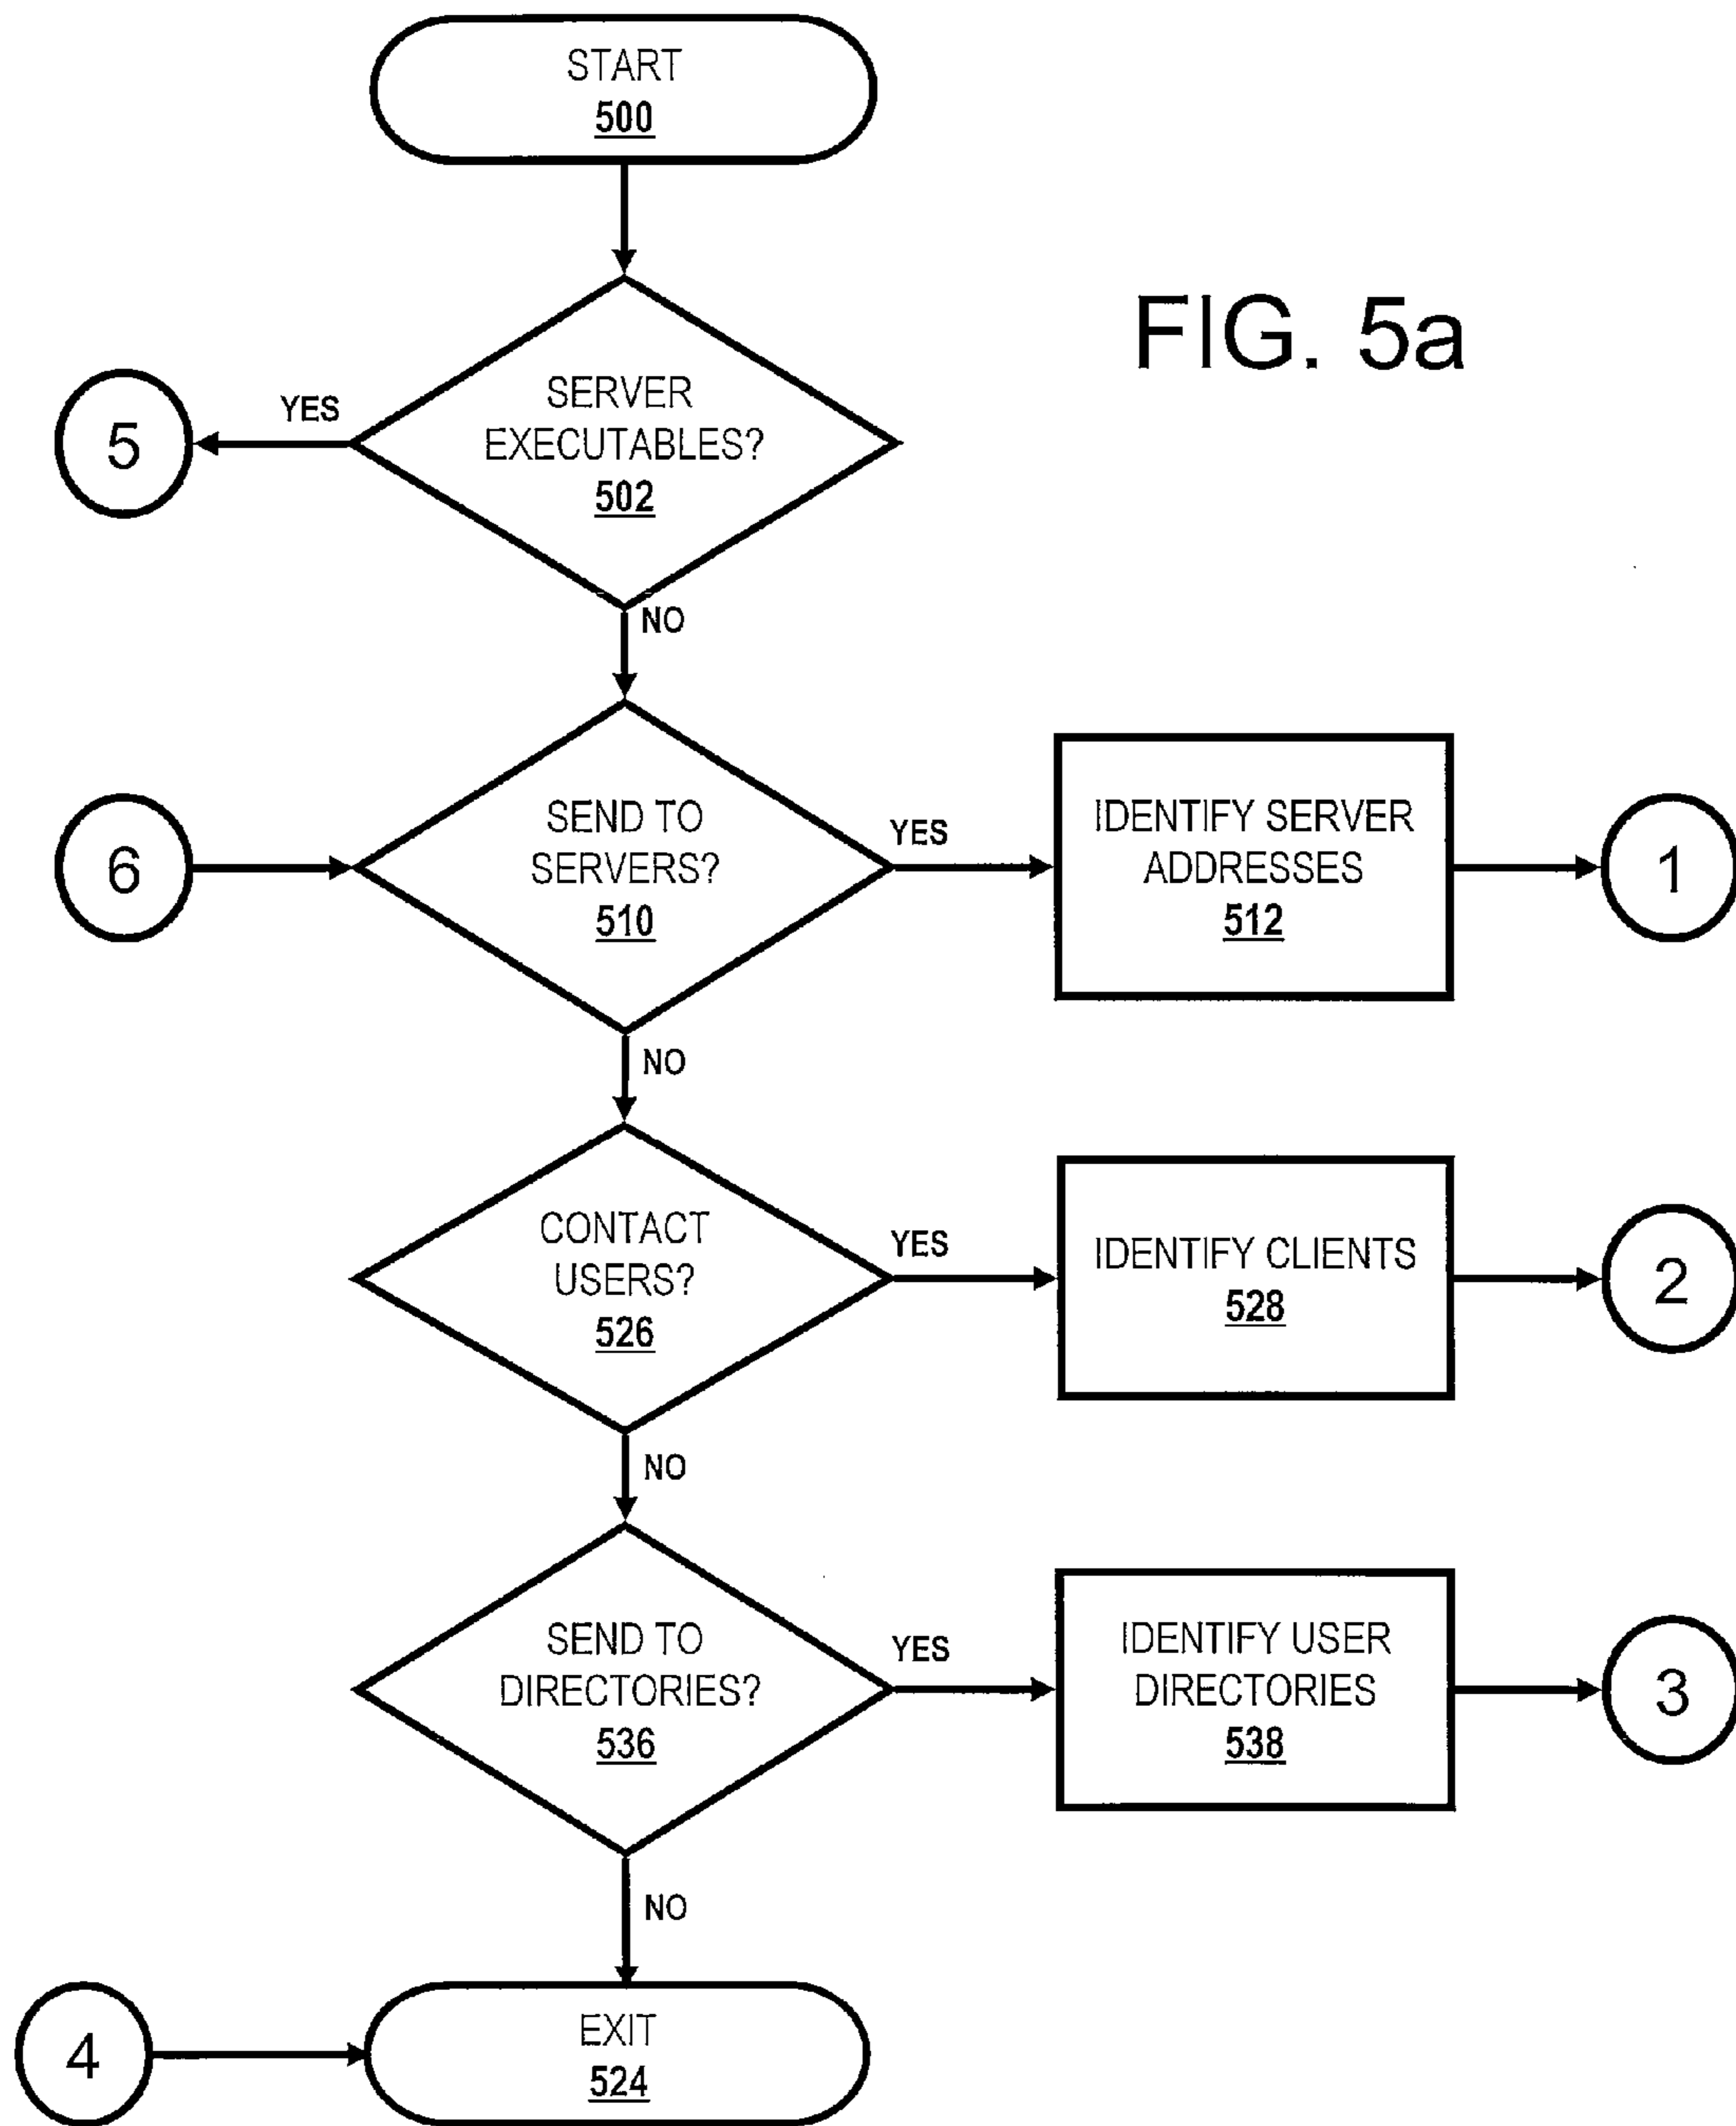 START
500
FIG. 5a
SERVER
EXECUTABLES?
502
YES
5
NO
6
SEND TO
SERVERS?
510
YES
IDENTIFY SERVER
ADDRESSES
512
1
NO
CONTACT
USERS?
526
YES
IDENTIFY CLIENTS
528
2
NO
SEND TO
DIRECTORIES?
536
YES
IDENTIFY USER
DIRECTORIES
538
3
NO
4
EXIT
524